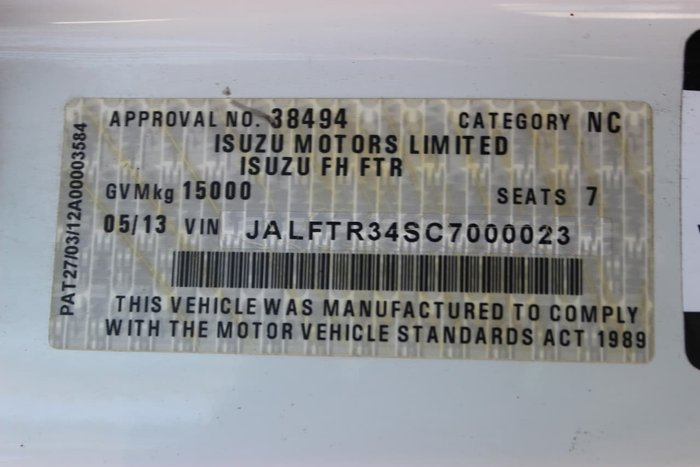 APPROVAL NO. 38494 CATEGORY NC
ISUZU MOTORS LIMITED
ISUZU FH FTR
GVMkg 15000 SEATS 7
05/13 VIN JALFTR34SC7000023
THIS VEHICLE WAS MANUFACTURED TO COMPLY
WITH THE MOTOR VEHICLE STANDARDS ACT 1989
PAT27/03/12A00003584